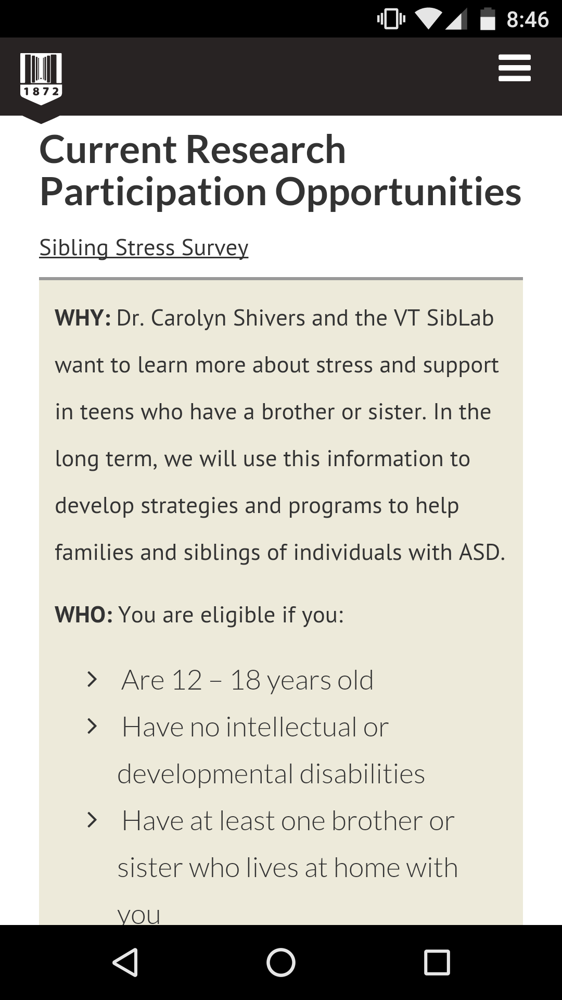 8:46
1872
Current Research
Participation Opportunities
Sibling Stress Survey
WHY: Dr. Carolyn Shivers and the VT SibLab
want to learn more about stress and support
in teens who have a brother or sister. In the
long term, we will use this information to
develop strategies and programs to help
families and siblings of individuals with ASD.
WHO: You are eligible if you:
Are 12 – 18 years old
Have no intellectual or
developmental disabilities
Have at least one brother or
sister who lives at home with
you